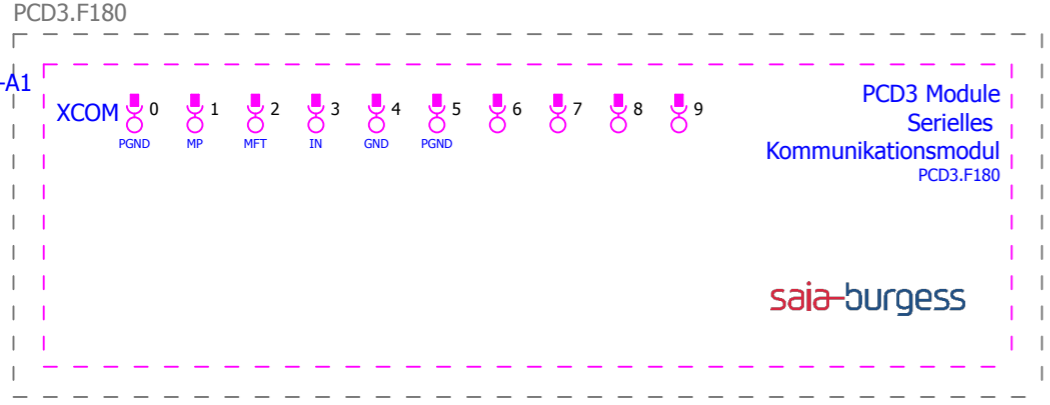 PCD3.F180
-A1
XCOM 0 1 2 3 4 5 6 7 8 9
PGND MP MFT IN GND PGND
PCD3 Module
Serielles
Kommunikationsmodul
PCD3.F180
saia-burgess